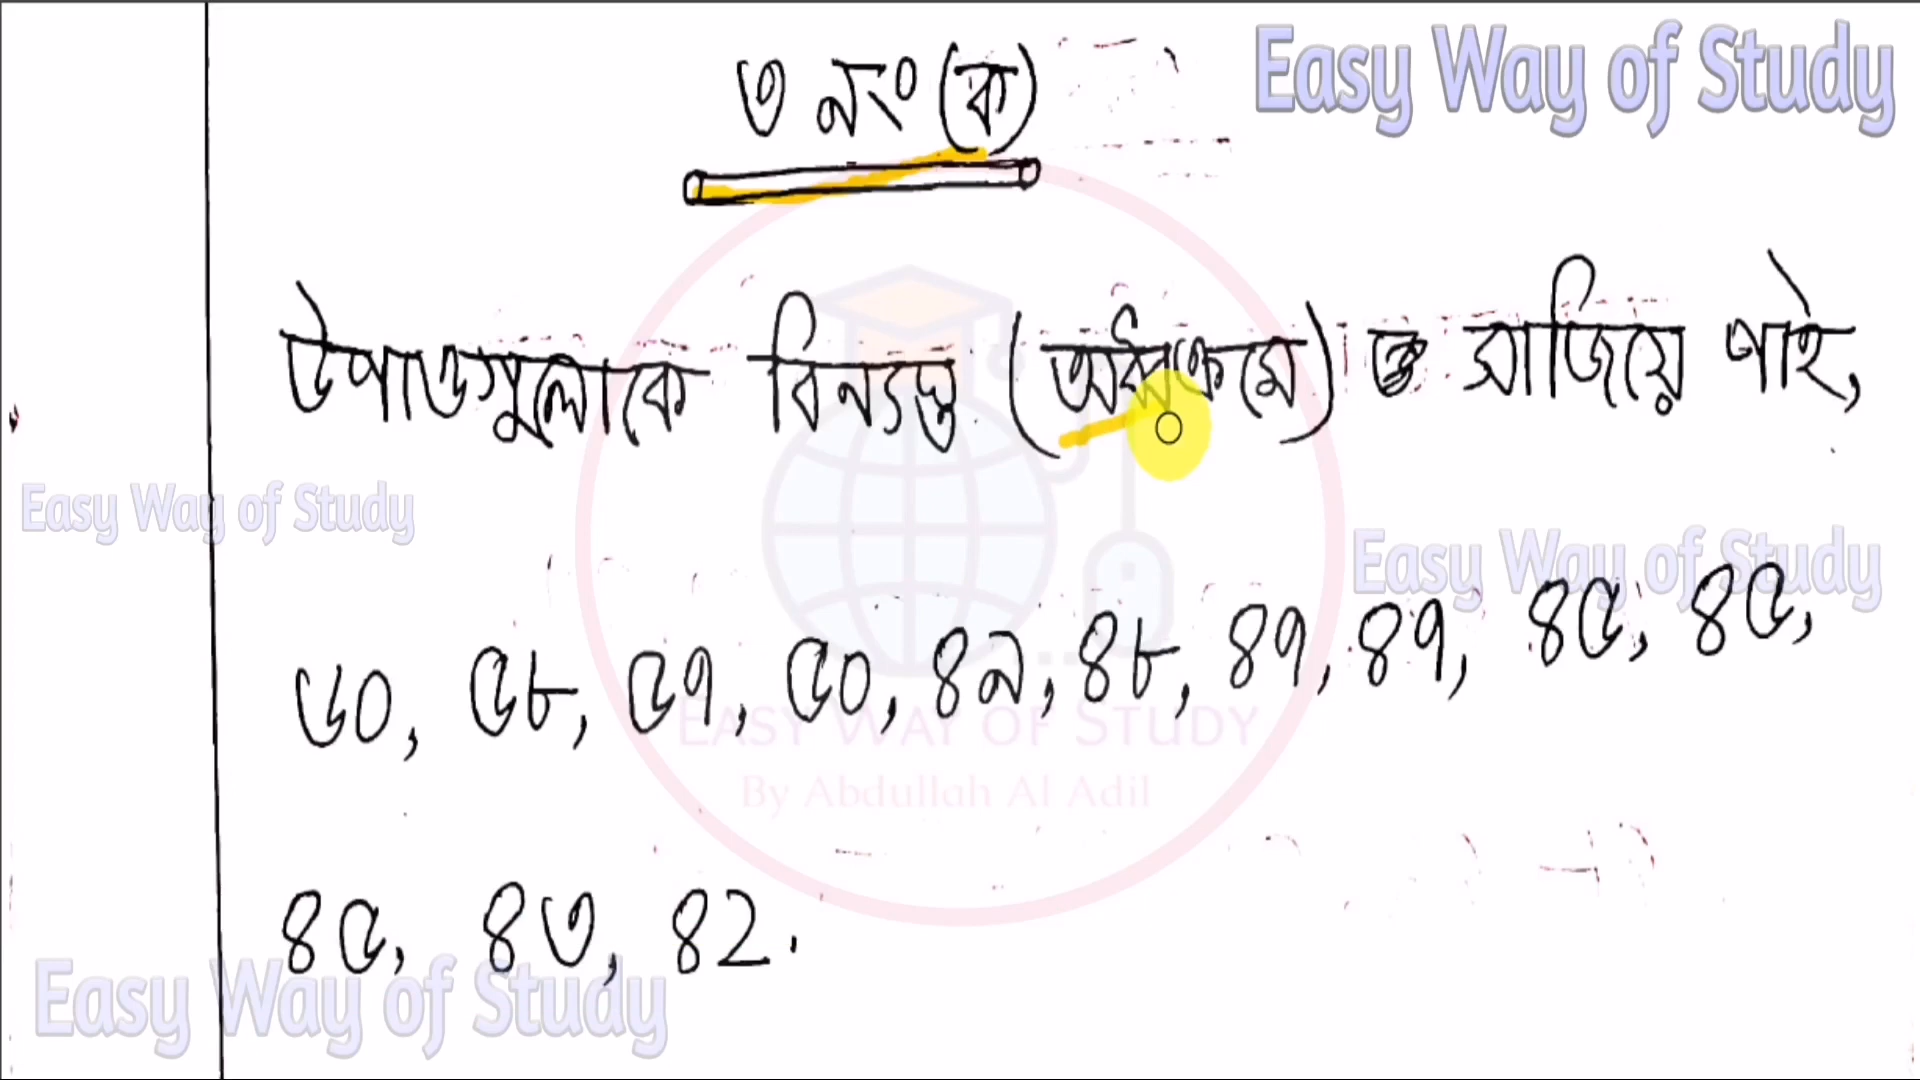 Easy Way of Study
৩ নং (ক)
উপাত্তগুলোকে বিন্যস্ত (অধঃক্রমে) সাজিয়ে পাই,
Easy Way of Study
Easy Way of Study
৬০, ৫৮, ৫৭, ৫০, ৪৯, ৪৮, ৪৭, ৪৭, ৪৫, ৪৫,
EASY WAY OF STUDY
By Abdullah Al Adil
৪৫, ৪৩, ৪২.
Easy Way of Study